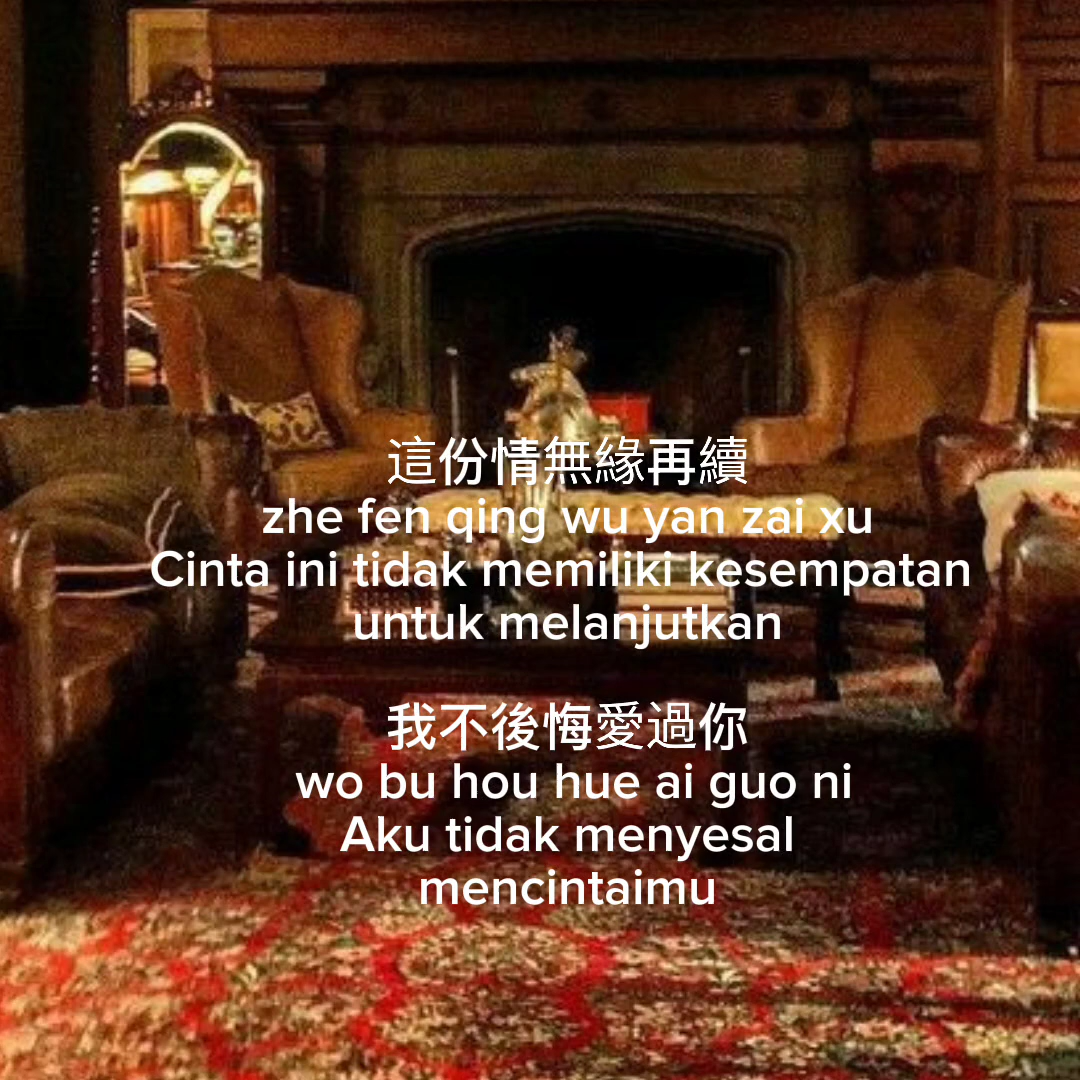 這份情無緣再續
zhe fen qing wu yan zai xu
Cinta ini tidak memiliki kesempatan
untuk melanjutkan
我不後悔愛過你
wo bu hou hue ai guo ni
Aku tidak menyesal
mencintaimu